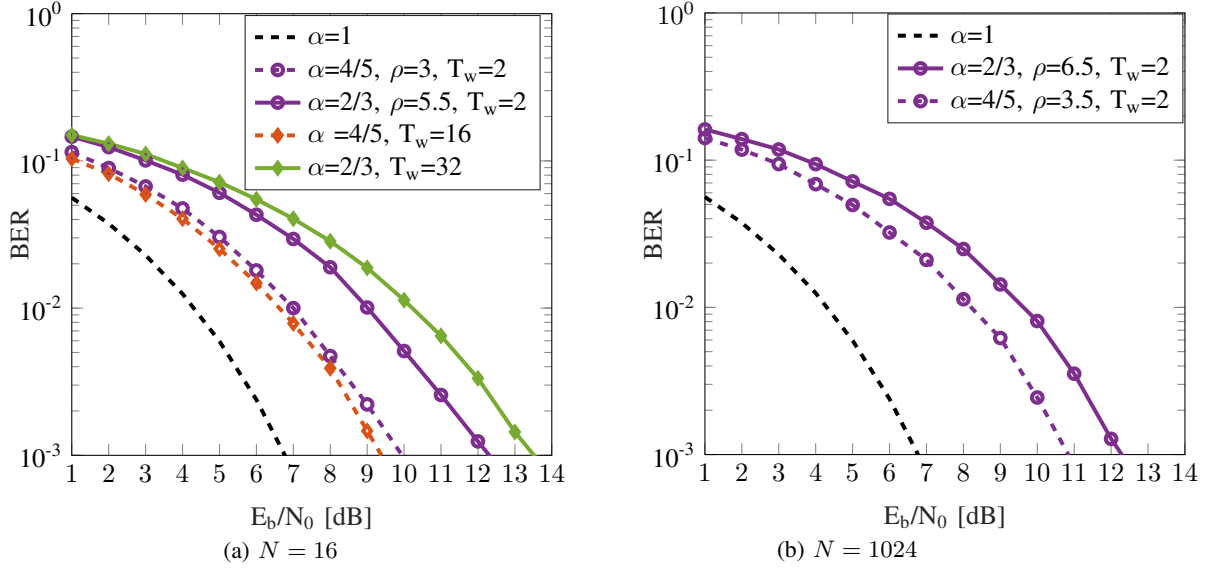 10⁰
10⁻¹
10⁻²
10⁻³
BER
α=1
α=4/5, ρ=3, T_w=2
α=2/3, ρ=5.5, T_w=2
α =4/5, T_w=16
α=2/3, T_w=32
1 2 3 4 5 6 7 8 9 10 11 12 13 14
E_b/N_0 [dB]
(a) N = 16
10⁰
10⁻¹
10⁻²
10⁻³
BER
α=1
α=2/3, ρ=6.5, T_w=2
α=4/5, ρ=3.5, T_w=2
1 2 3 4 5 6 7 8 9 10 11 12 13 14
E_b/N_0 [dB]
(b) N = 1024